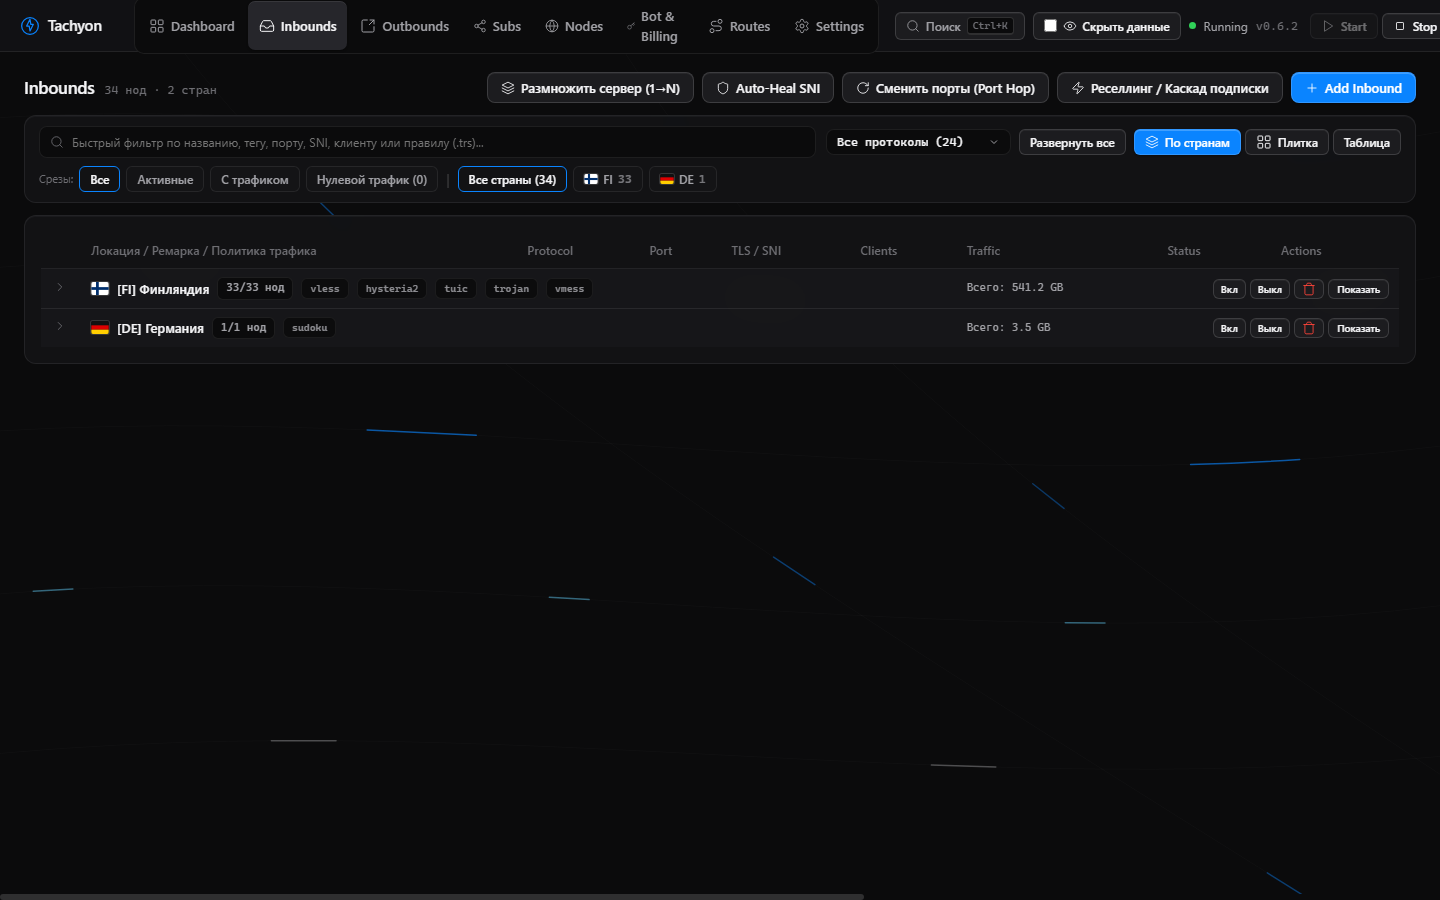 Tachyon Dashboard Inbounds Outbounds Subs Nodes Bot & Billing Routes Settings Поиск Ctrl+K Скрыть данные Running v0.6.2 Start Stop
Inbounds 34 нод · 2 стран Размножить сервер (1→N) Auto-Heal SNI Сменить порты (Port Hop) Реселлинг / Каскад подписки Add Inbound
Быстрый фильтр по названию, тегу, порту, SNI, клиенту или правилу (.trs)... Все протоколы (24) Развернуть все По странам Плитка Таблица
Срезы: Все Активные С трафиком Нулевой трафик (0) | Все страны (34) FI 33 DE 1
Локация / Ремарка / Политика трафика Protocol Port TLS / SNI Clients Traffic Status Actions
[FI] Финляндия 33/33 нод vless hysteria2 tuic trojan vmess Всего: 541.2 GB Вкл Выкл Показать
[DE] Германия 1/1 нод sudoku Всего: 3.5 GB Вкл Выкл Показать